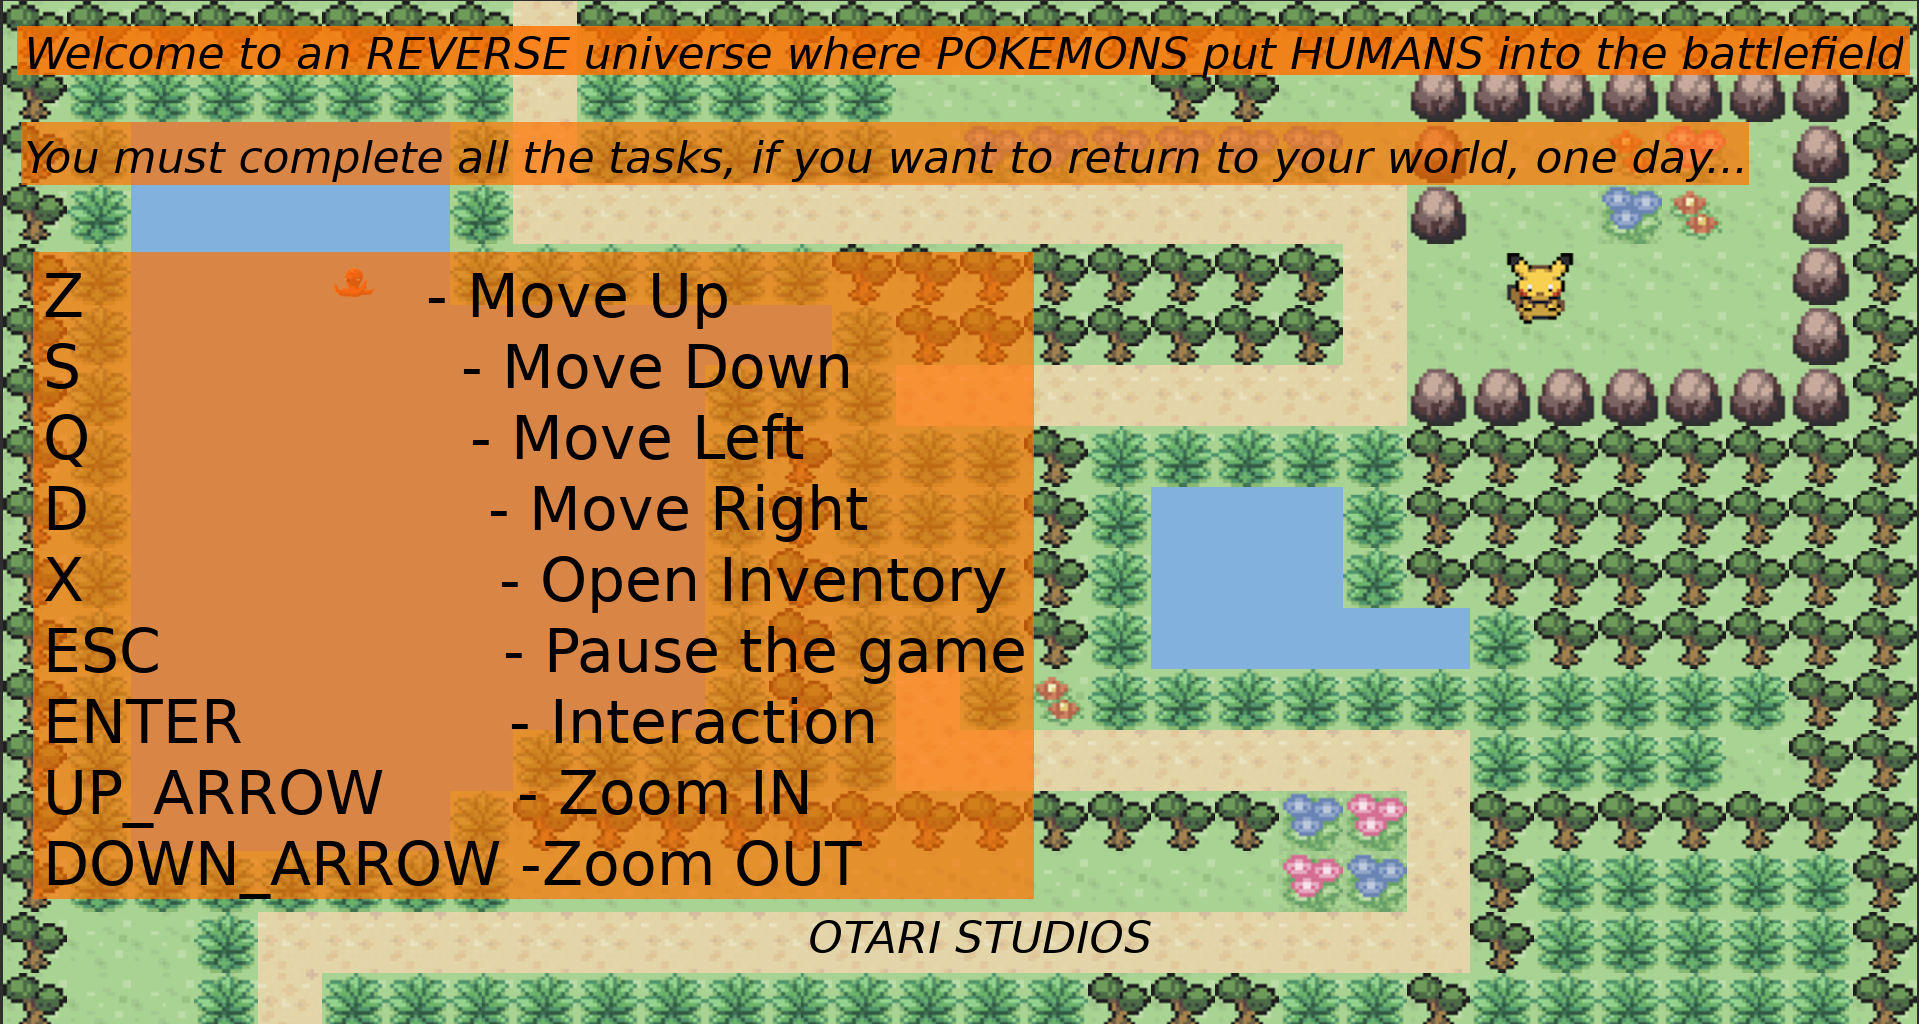 Welcome to an REVERSE universe where POKEMONS put HUMANS into the battlefield
You must complete all the tasks, if you want to return to your world, one day...
Z - Move Up
S - Move Down
Q - Move Left
D - Move Right
X - Open Inventory
ESC - Pause the game
ENTER - Interaction
UP_ARROW - Zoom IN
DOWN_ARROW -Zoom OUT
OTARI STUDIOS